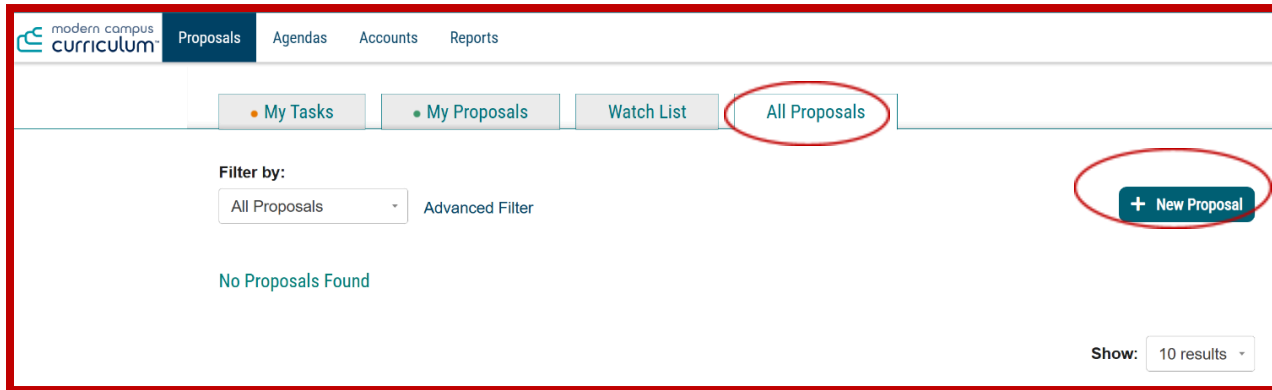 modern campus
curriculum™
Proposals Agendas Accounts Reports
My Tasks My Proposals Watch List All Proposals
Filter by:
All Proposals Advanced Filter
+ New Proposal
No Proposals Found
Show: 10 results